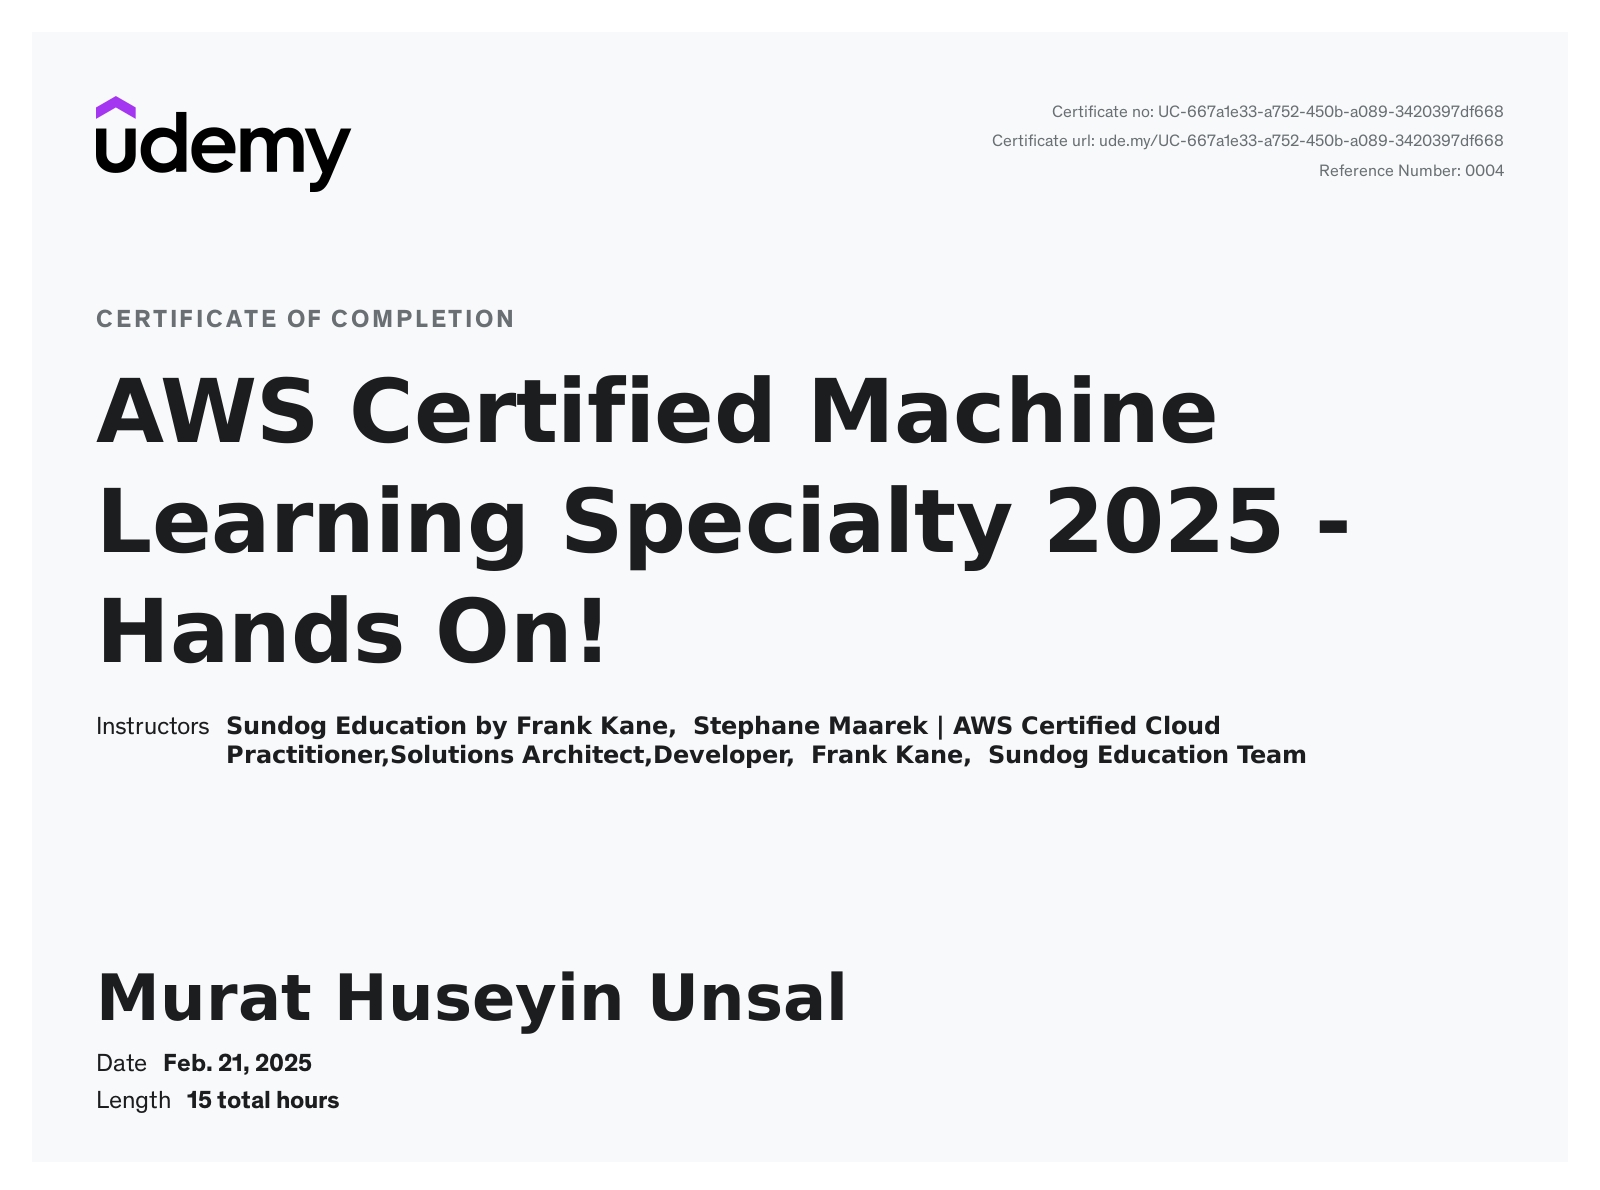 udemy
Certificate no: UC-667a1e33-a752-450b-a089-3420397df668
Certificate url: ude.my/UC-667a1e33-a752-450b-a089-3420397df668
Reference Number: 0004
CERTIFICATE OF COMPLETION
AWS Certified Machine
Learning Specialty 2025 -
Hands On!
Instructors Sundog Education by Frank Kane, Stephane Maarek | AWS Certified Cloud
Practitioner,Solutions Architect,Developer, Frank Kane, Sundog Education Team
Murat Huseyin Unsal
Date Feb. 21, 2025
Length 15 total hours